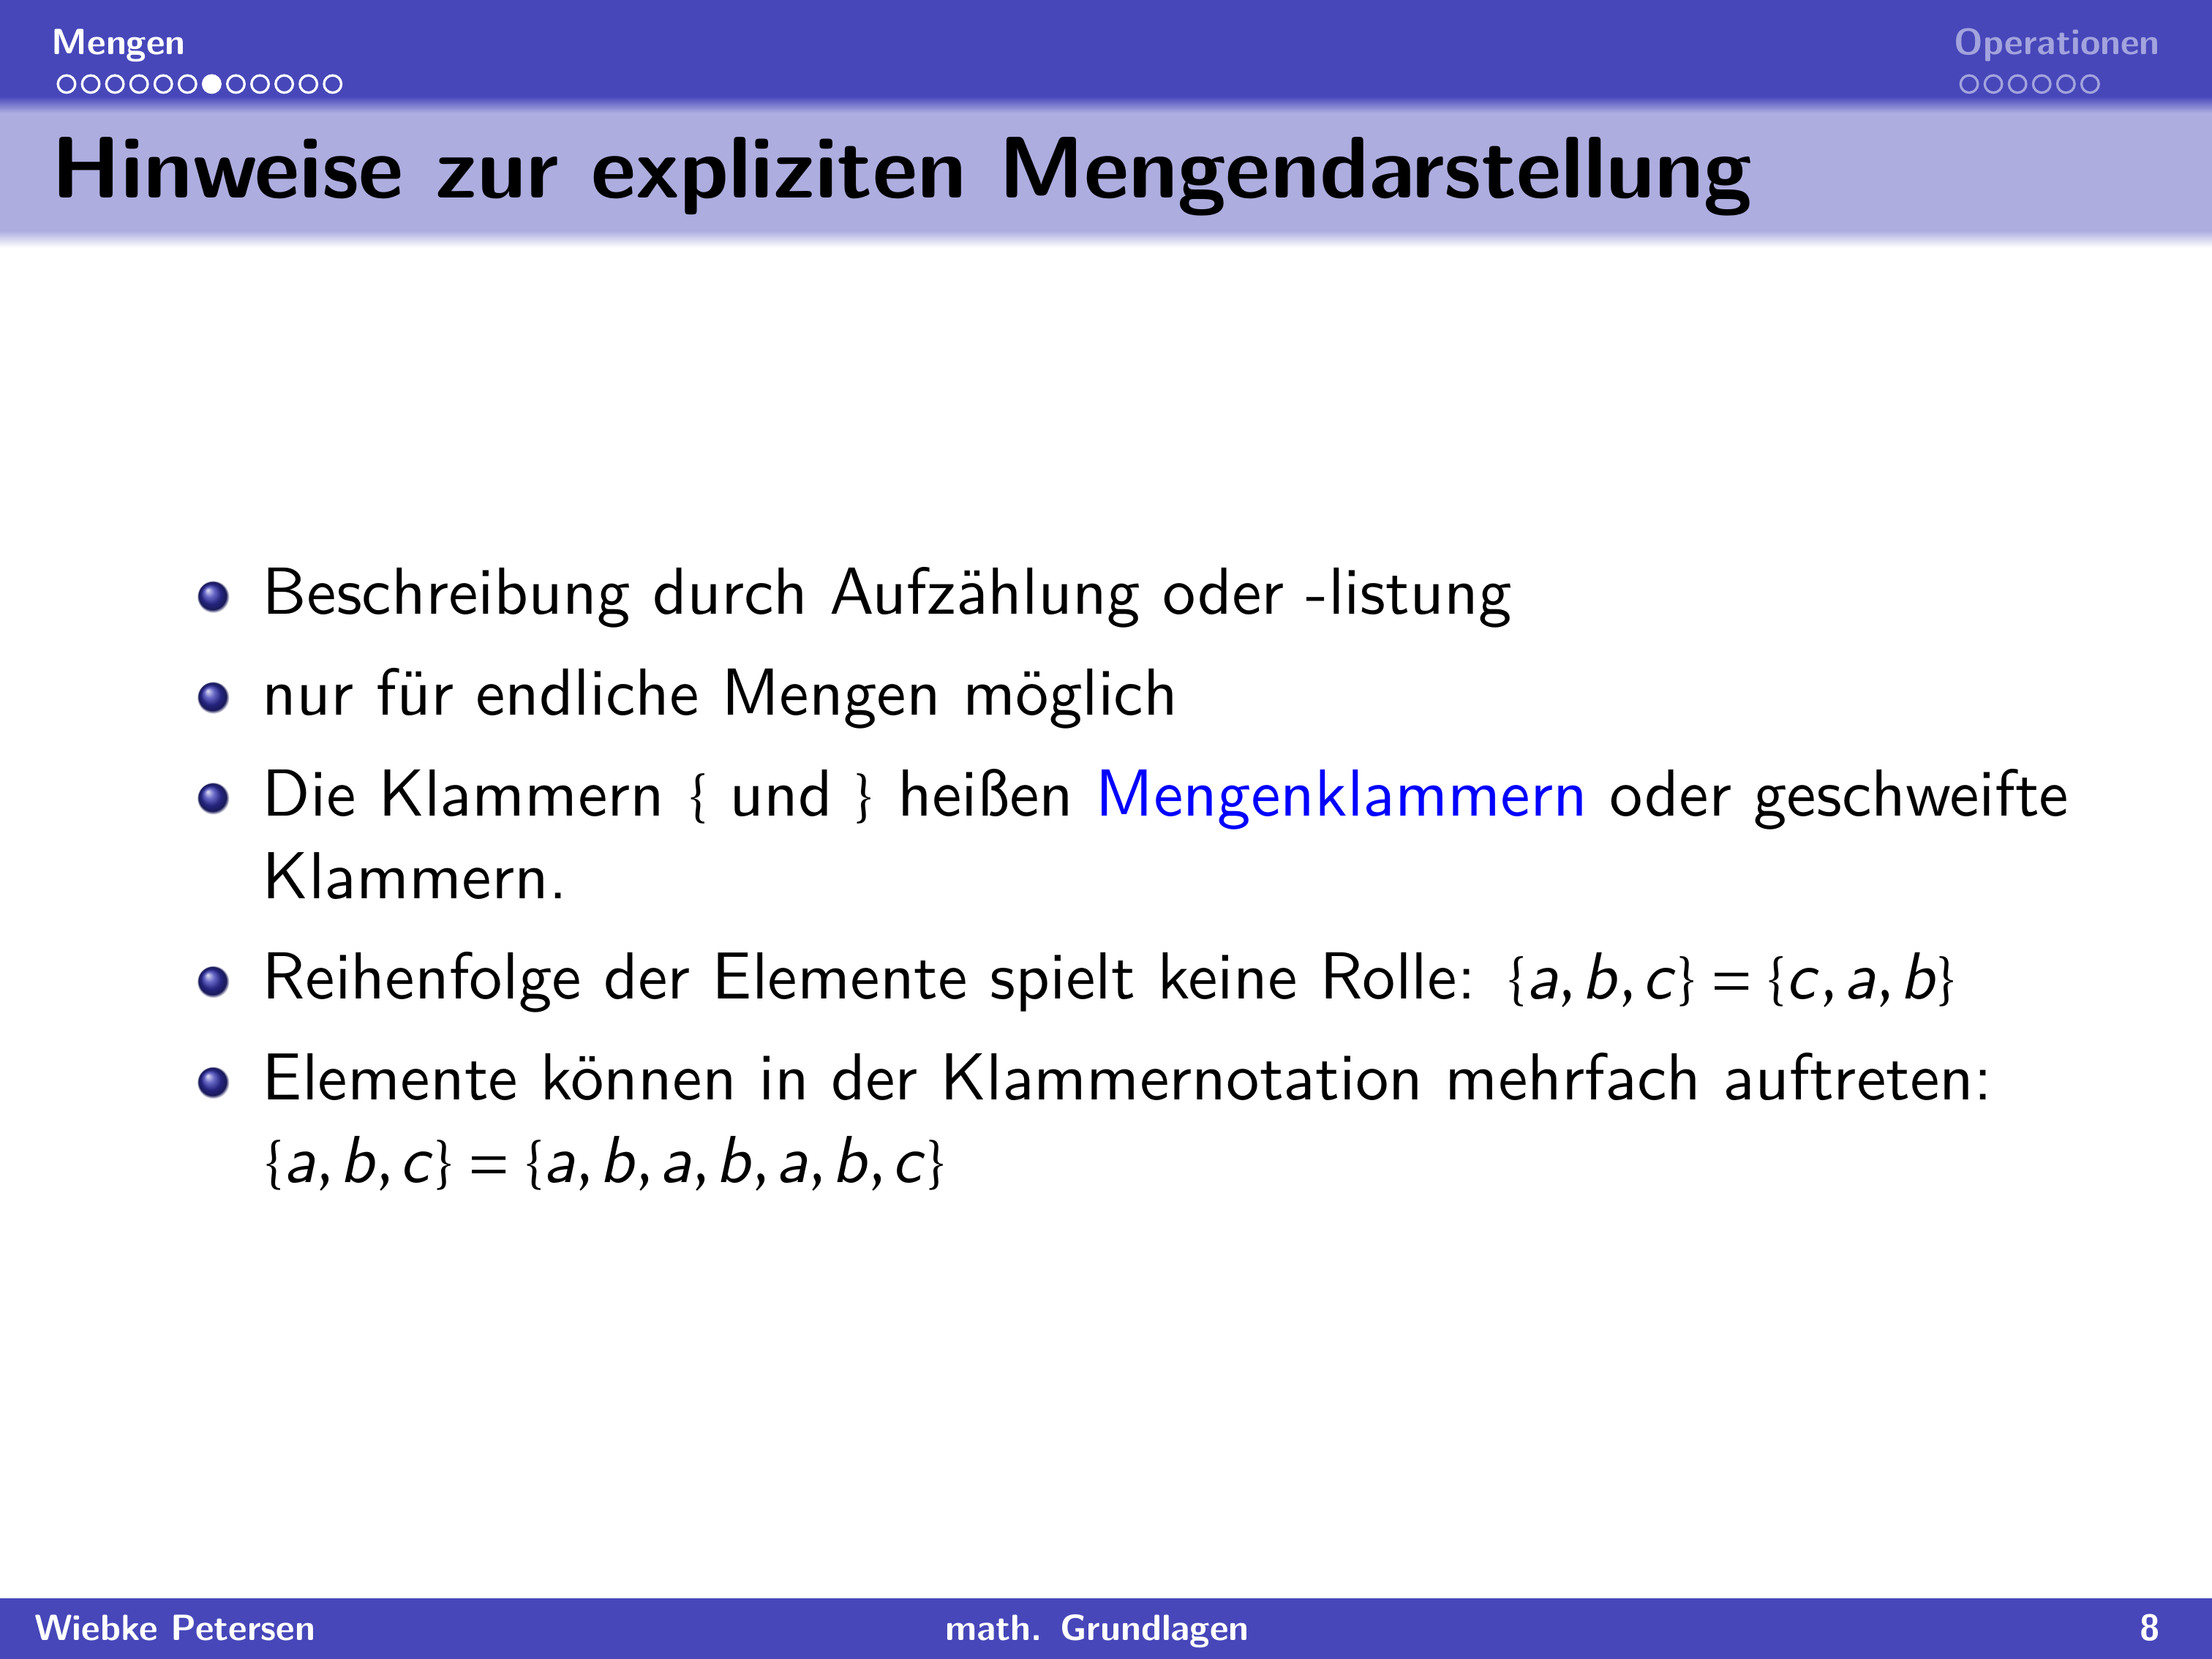 Mengen
Operationen
Hinweise zur expliziten Mengendarstellung
Beschreibung durch Aufzählung oder -listung
nur für endliche Mengen möglich
Die Klammern { und } heißen Mengenklammern oder geschweifte
Klammern.
Reihenfolge der Elemente spielt keine Rolle: {a, b, c} = {c, a, b}
Elemente können in der Klammernotation mehrfach auftreten:
{a, b, c} = {a, b, a, b, a, b, c}
Wiebke Petersen
math. Grundlagen
8